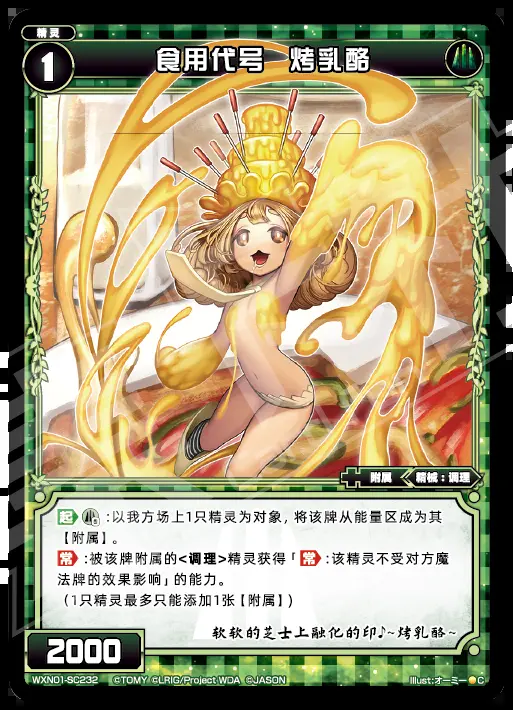 精灵
1
食用代号 烤乳酪
附属 精械:调理
起 :以我方场上1只精灵为对象,将该牌从能量区成为其
【附属】。
常 :被该牌附属的<调理>精灵获得「常 :该精灵不受对方魔
法牌的效果影响」的能力。
(1只精灵最多只能添加1张【附属】)
软软的芝士上融化的印♪~烤乳酪~
2000
WXN01-SC232 ©TOMY ©LRIG/Project WDA ©JASON Illust:オーミー C